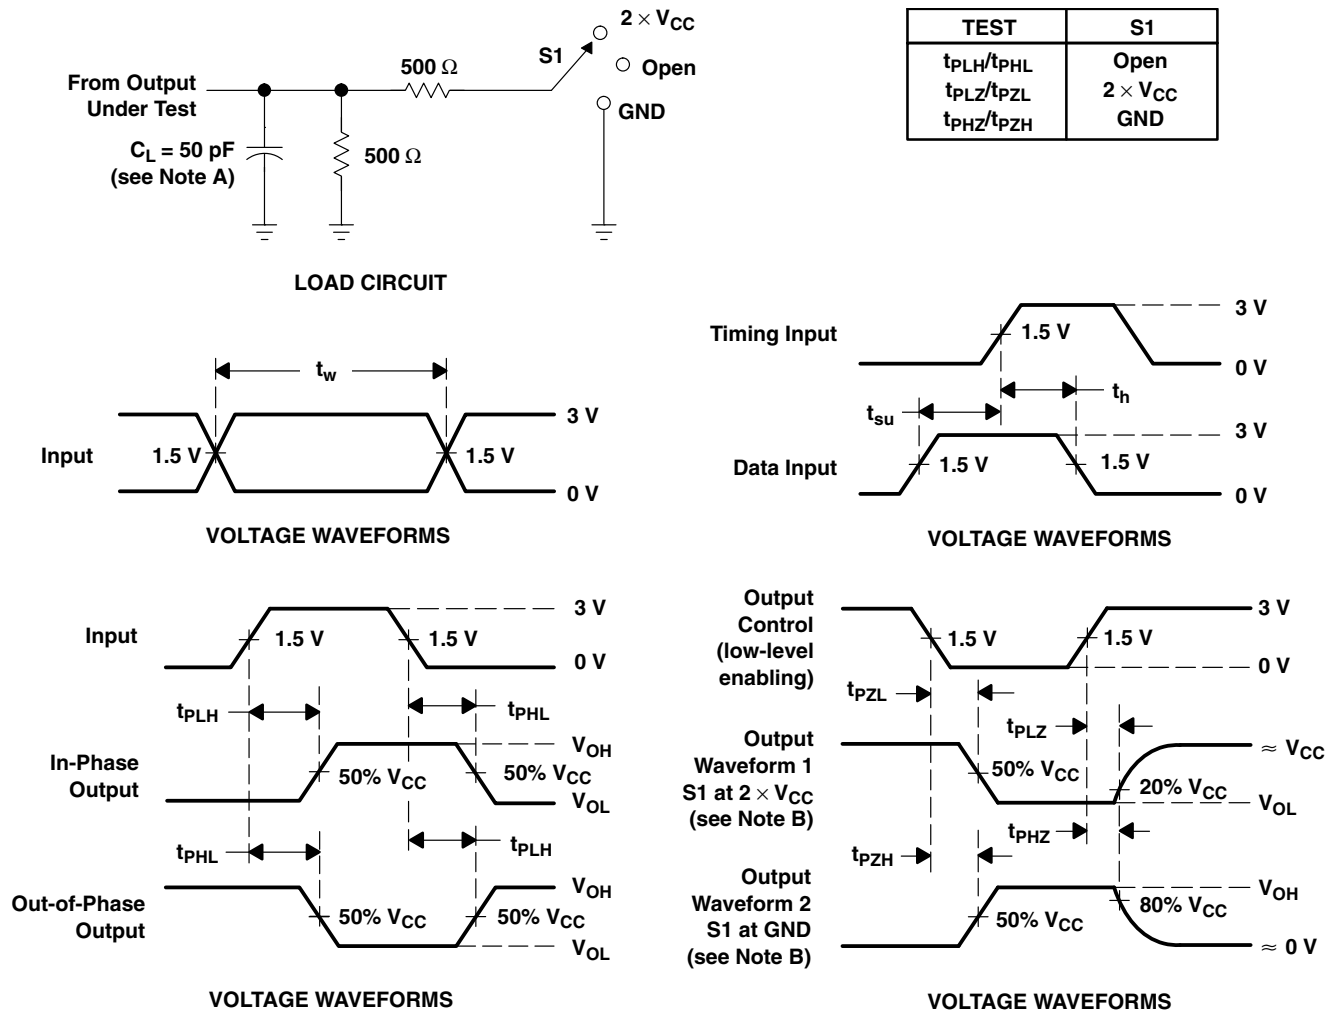 2 × VCC
S1
Open
GND
500 Ω
From Output
Under Test
CL = 50 pF
(see Note A)
500 Ω
LOAD CIRCUIT
TEST S1
tPLH/tPHL Open
tPLZ/tPZL 2 × VCC
tPHZ/tPZH GND
tw
3 V
Input 1.5 V 1.5 V
0 V
VOLTAGE WAVEFORMS
3 V
Timing Input 1.5 V
0 V
th
tsu
3 V
Data Input 1.5 V 1.5 V
0 V
VOLTAGE WAVEFORMS
3 V
Input 1.5 V 1.5 V
0 V
tPLH tPHL
VOH
In-Phase
Output
50% VCC 50% VCC
VOL
tPHL tPLH
VOH
Out-of-Phase
Output
50% VCC 50% VCC
VOL
VOLTAGE WAVEFORMS
Output
Control
(low-level
enabling)
3 V
1.5 V 1.5 V
0 V
tPZL
tPLZ
Output
Waveform 1
S1 at 2 × VCC
(see Note B)
≈ VCC
50% VCC 20% VCC
VOL
tPHZ
tPZH
Output
Waveform 2
S1 at GND
(see Note B)
VOH
50% VCC 80% VCC
≈ 0 V
VOLTAGE WAVEFORMS